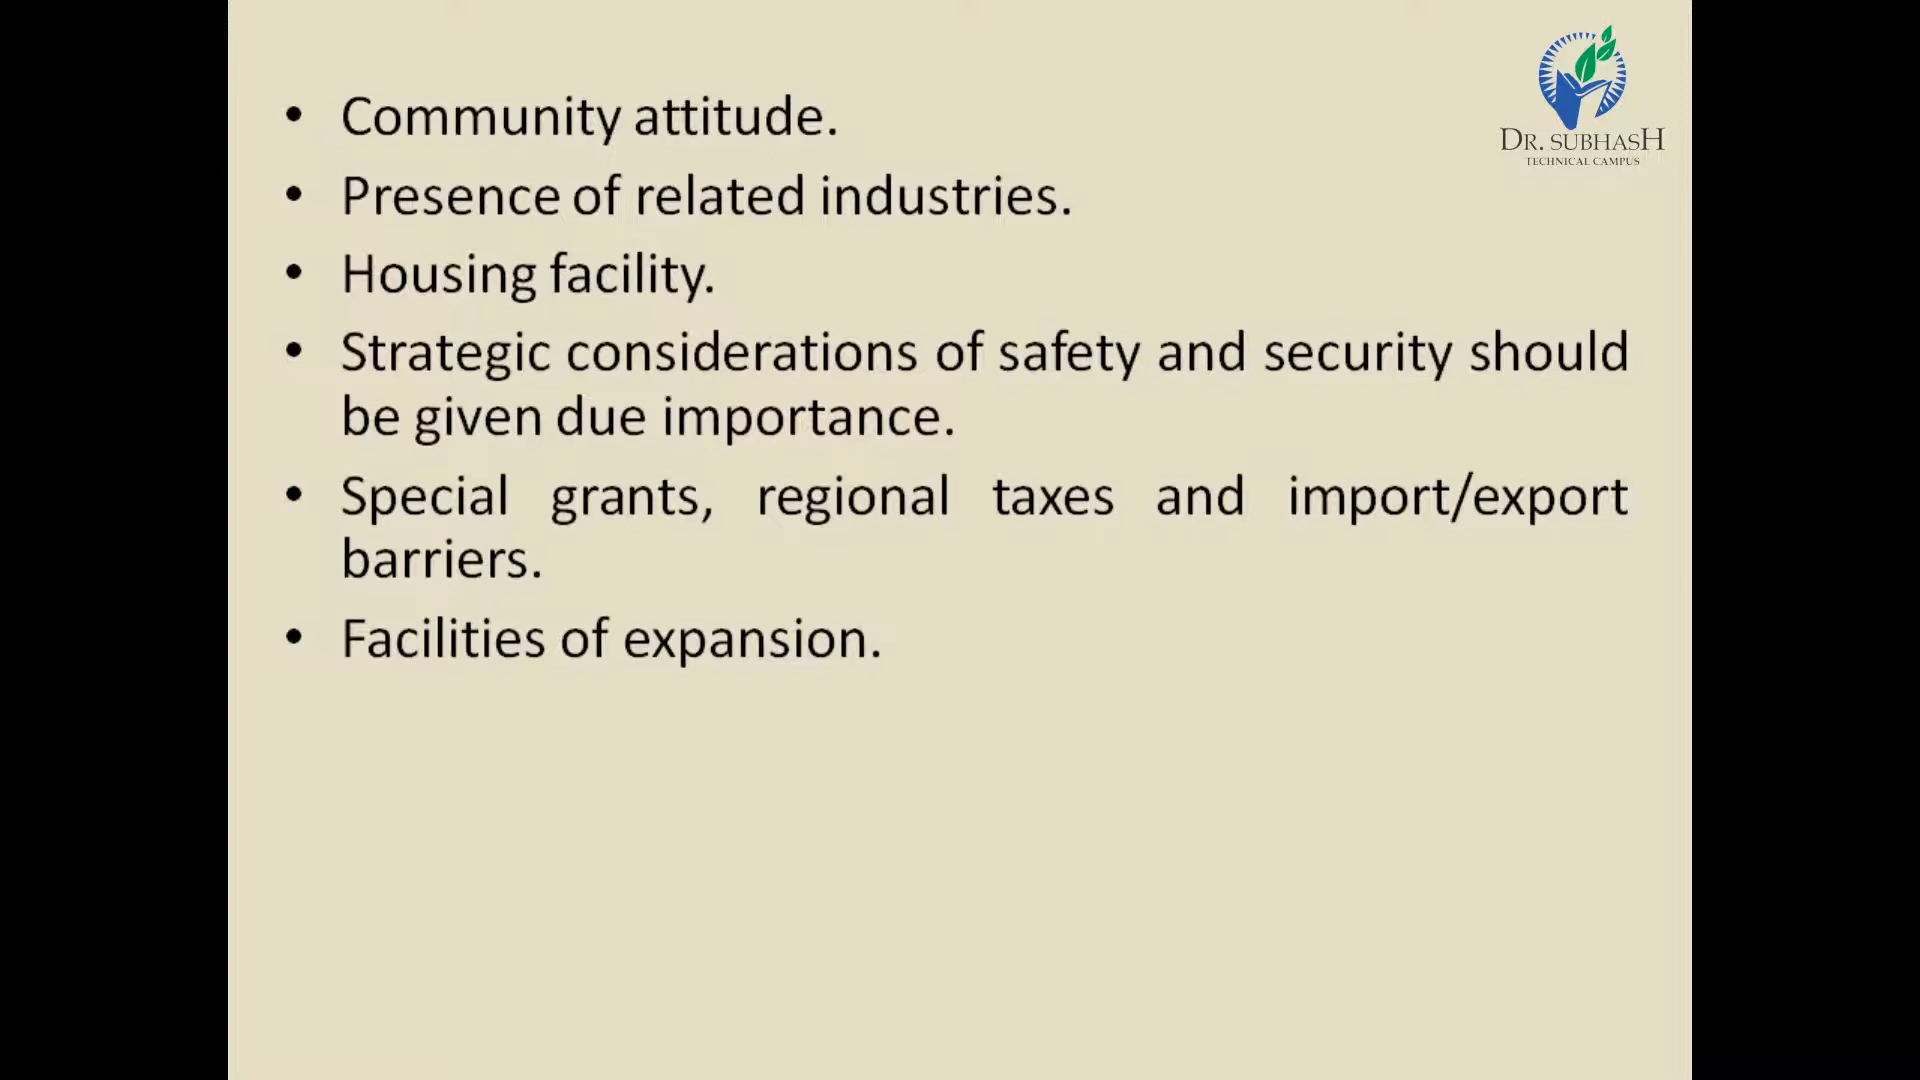 • Community attitude.
• Presence of related industries.
• Housing facility.
• Strategic considerations of safety and security should
be given due importance.
• Special grants, regional taxes and import/export
barriers.
• Facilities of expansion.
DR. SUBHASH
TECHNICAL CAMPUS